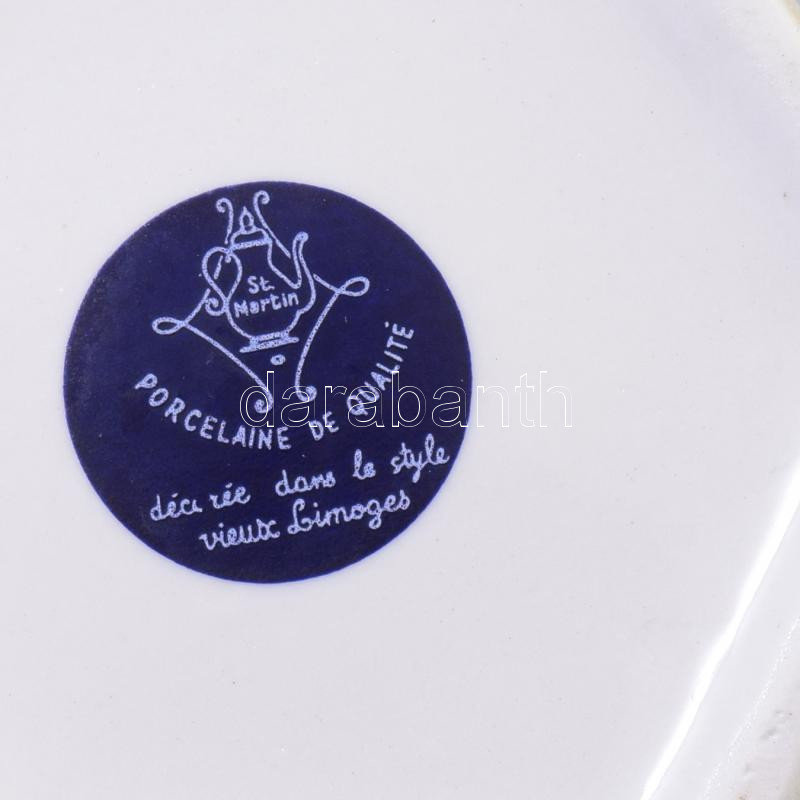 St.
Martin
PORCELAINE DE QUALITÉ
darabanth
décorée dans le style
vieux Limoges